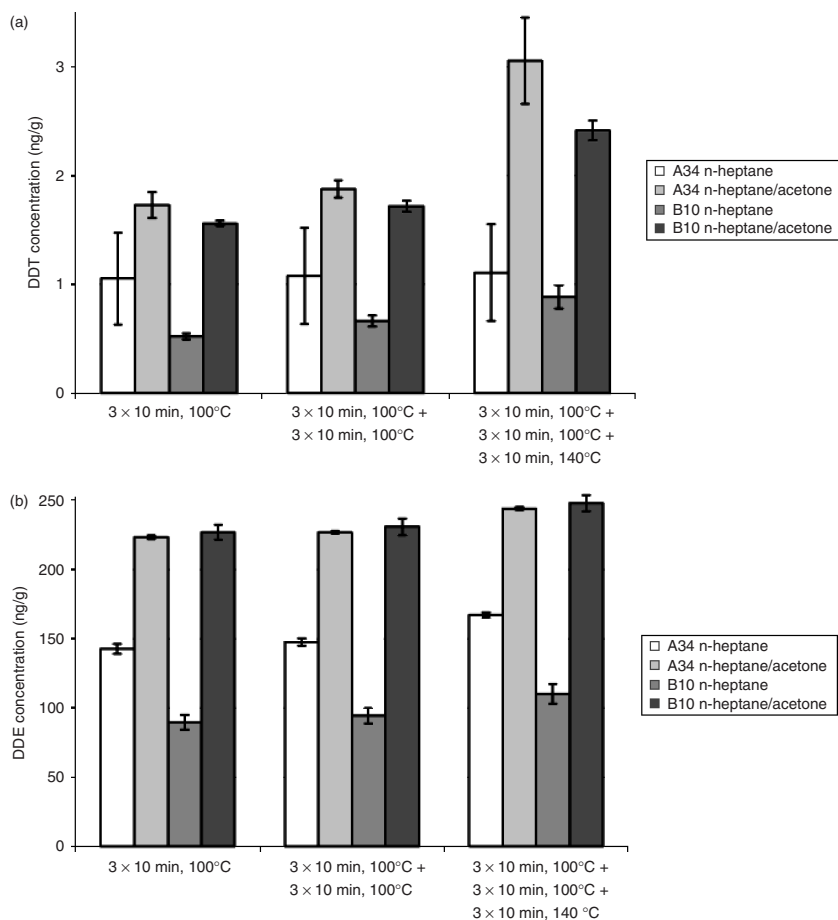 (a)
3
2
1
0
DDT concentration (ng/g)
3 × 10 min, 100°C
3 × 10 min, 100°C +
3 × 10 min, 100°C
3 × 10 min, 100°C +
3 × 10 min, 100°C +
3 × 10 min, 140°C
A34 n-heptane
A34 n-heptane/acetone
B10 n-heptane
B10 n-heptane/acetone
(b)
250
200
150
100
50
0
DDE concentration (ng/g)
3 × 10 min, 100°C
3 × 10 min, 100°C +
3 × 10 min, 100°C
3 × 10 min, 100°C +
3 × 10 min, 100°C +
3 × 10 min, 140 °C
A34 n-heptane
A34 n-heptane/acetone
B10 n-heptane
B10 n-heptane/acetone